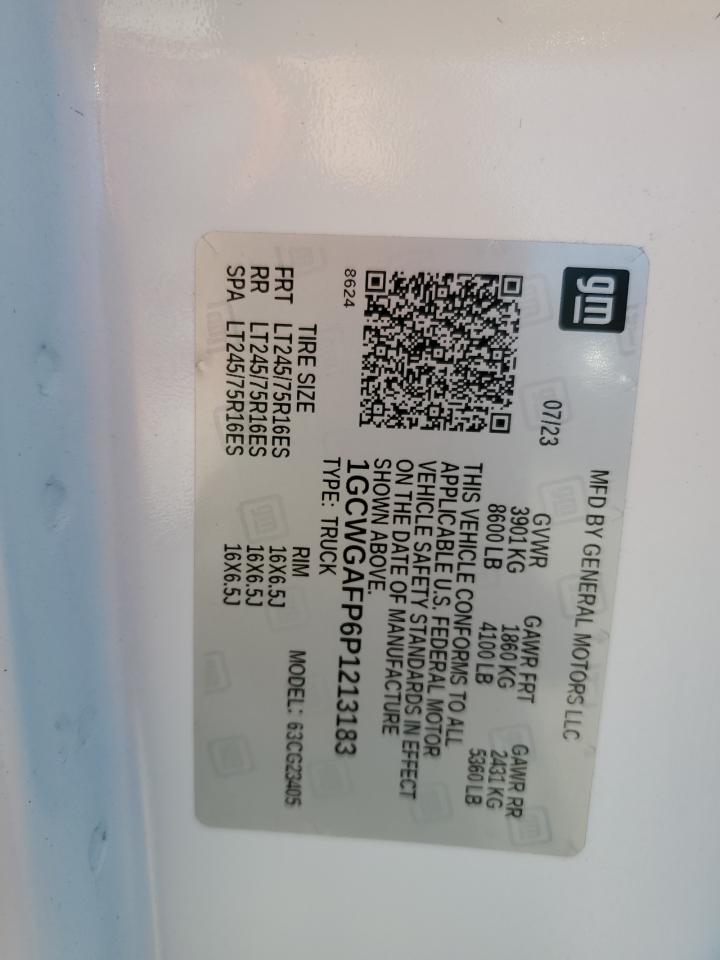 gm
MFD BY GENERAL MOTORS LLC
07/23
GVWR GAWR FRT GAWR RR
3901 KG 1860 KG 2431 KG
8600 LB 4100 LB 5360 LB
THIS VEHICLE CONFORMS TO ALL
APPLICABLE U.S. FEDERAL MOTOR
VEHICLE SAFETY STANDARDS IN EFFECT
ON THE DATE OF MANUFACTURE
SHOWN ABOVE.
8624
1GCWGAFP6P1213183
TYPE: TRUCK
TIRE SIZE RIM MODEL: 63CG23405
FRT LT245/75R16ES 16X6.5J
RR LT245/75R16ES 16X6.5J
SPA LT245/75R16ES 16X6.5J